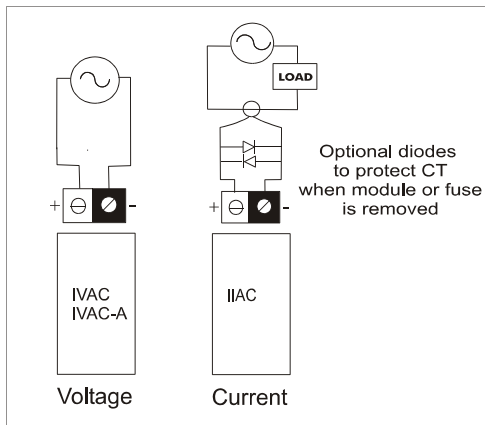 LOAD
Optional diodes
to protect CT
when module or fuse
is removed
+ -
+ -
IVAC
IVAC-A
IIAC
Voltage
Current